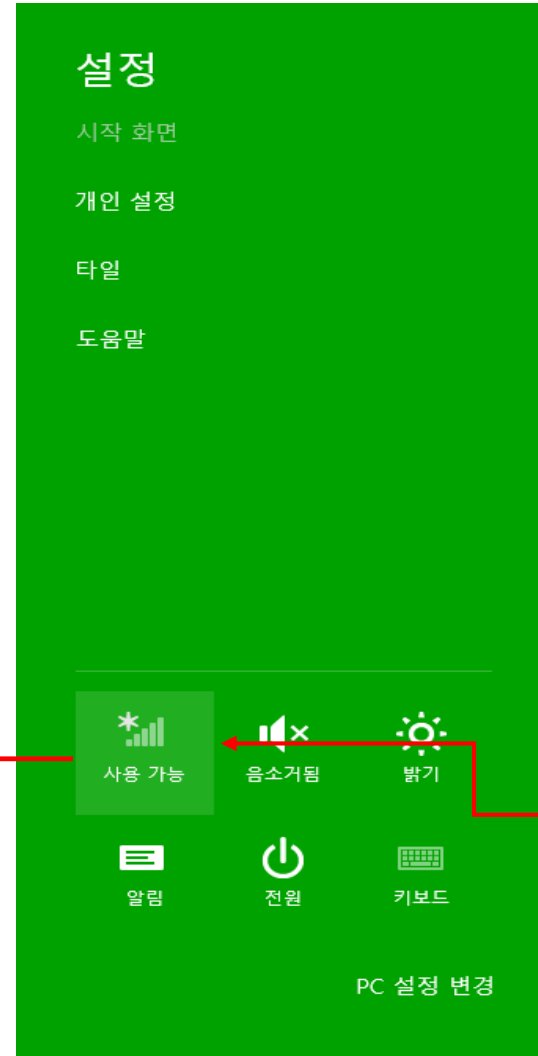 설정
시작 화면
개인 설정
타일
도움말
사용 가능
음소거됨
밝기
알림
전원
키보드
PC 설정 변경